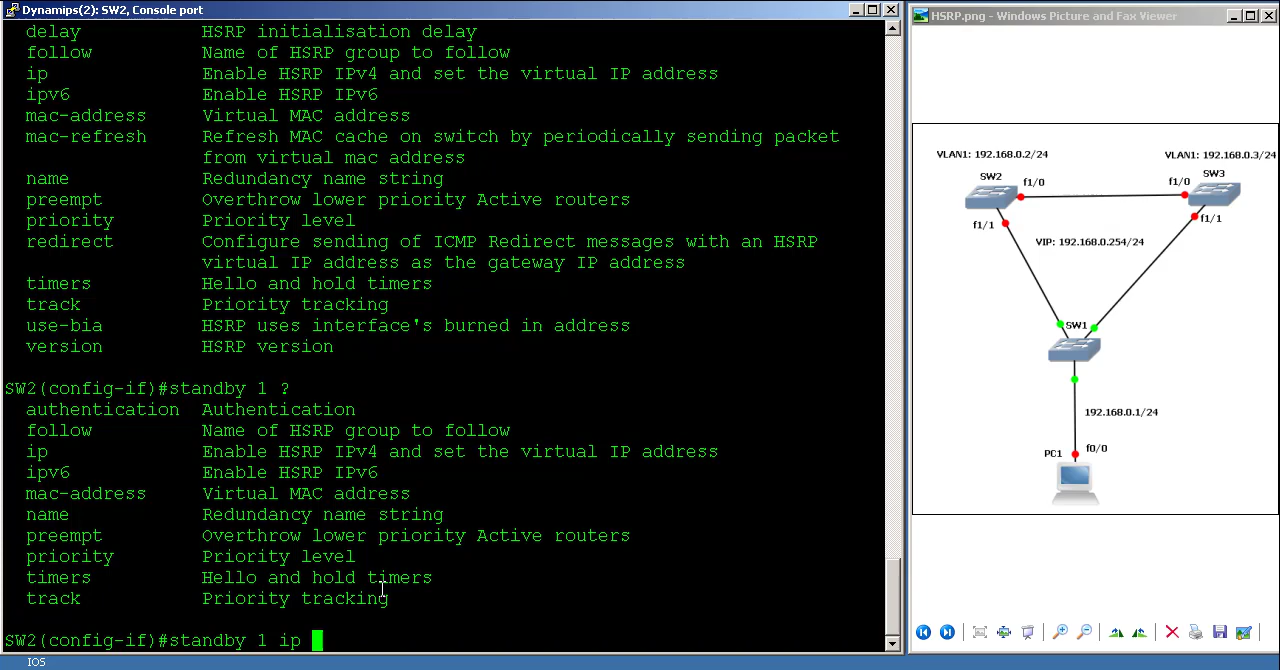 Dynamips(2): SW2, Console port
delay HSRP initialisation delay
follow Name of HSRP group to follow
ip Enable HSRP IPv4 and set the virtual IP address
ipv6 Enable HSRP IPv6
mac-address Virtual MAC address
mac-refresh Refresh MAC cache on switch by periodically sending packet
from virtual mac address
name Redundancy name string
preempt Overthrow lower priority Active routers
priority Priority level
redirect Configure sending of ICMP Redirect messages with an HSRP
virtual IP address as the gateway IP address
timers Hello and hold timers
track Priority tracking
use-bia HSRP uses interface's burned in address
version HSRP version
SW2(config-if)#standby 1 ?
authentication Authentication
follow Name of HSRP group to follow
ip Enable HSRP IPv4 and set the virtual IP address
ipv6 Enable HSRP IPv6
mac-address Virtual MAC address
name Redundancy name string
preempt Overthrow lower priority Active routers
priority Priority level
timers Hello and hold timers
track Priority tracking
SW2(config-if)#standby 1 ip
IOS
HSRP.png - Windows Picture and Fax Viewer
VLAN1: 192.168.0.2/24
VLAN1: 192.168.0.3/24
SW2
SW3
f1/0
f1/0
f1/1
f1/1
VIP: 192.168.0.254/24
SW1
192.168.0.1/24
PC1
f0/0